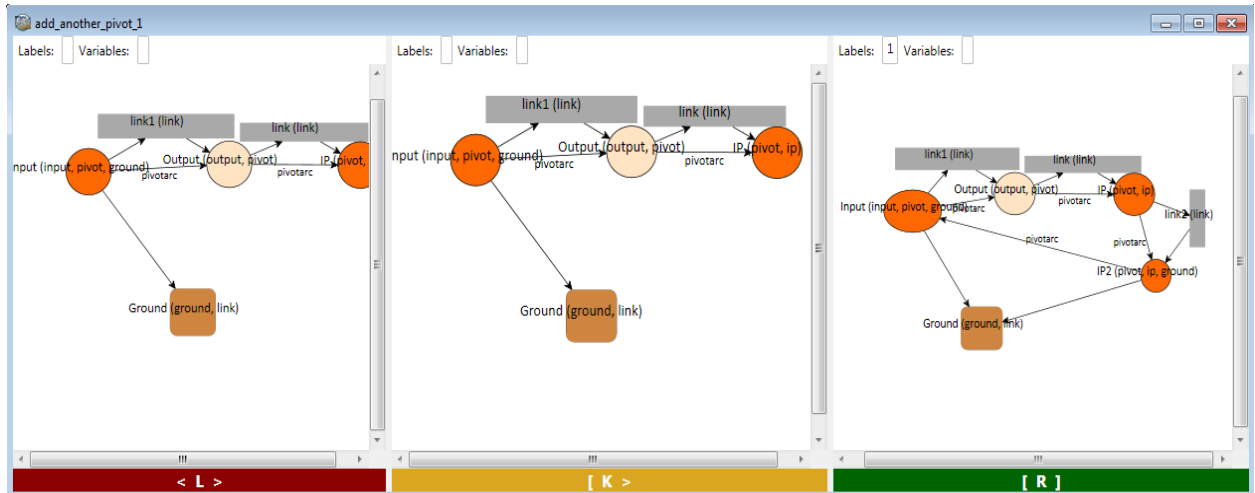 add_another_pivot_1
Labels: Variables:
link1 (link)
link (link)
Input (input, pivot, ground)
Output (output, pivot)
IP (pivot,
pivotarc
pivotarc
Ground (ground, link)
< L >
Labels: Variables:
link1 (link)
link (link)
nput (input, pivot, ground)
Output (output, pivot)
IP (pivot, ip)
pivotarc
pivotarc
Ground (ground, link)
[ K >
Labels: 1 Variables:
link1 (link)
link (link)
Output (output, pivot)
IP (pivot, ip)
Input (input, pivot, ground)
pivotarc
pivotarc
link2 (link)
pivotarc
pivotarc
IP2 (pivot, ip, ground)
Ground (ground, link)
[ R ]